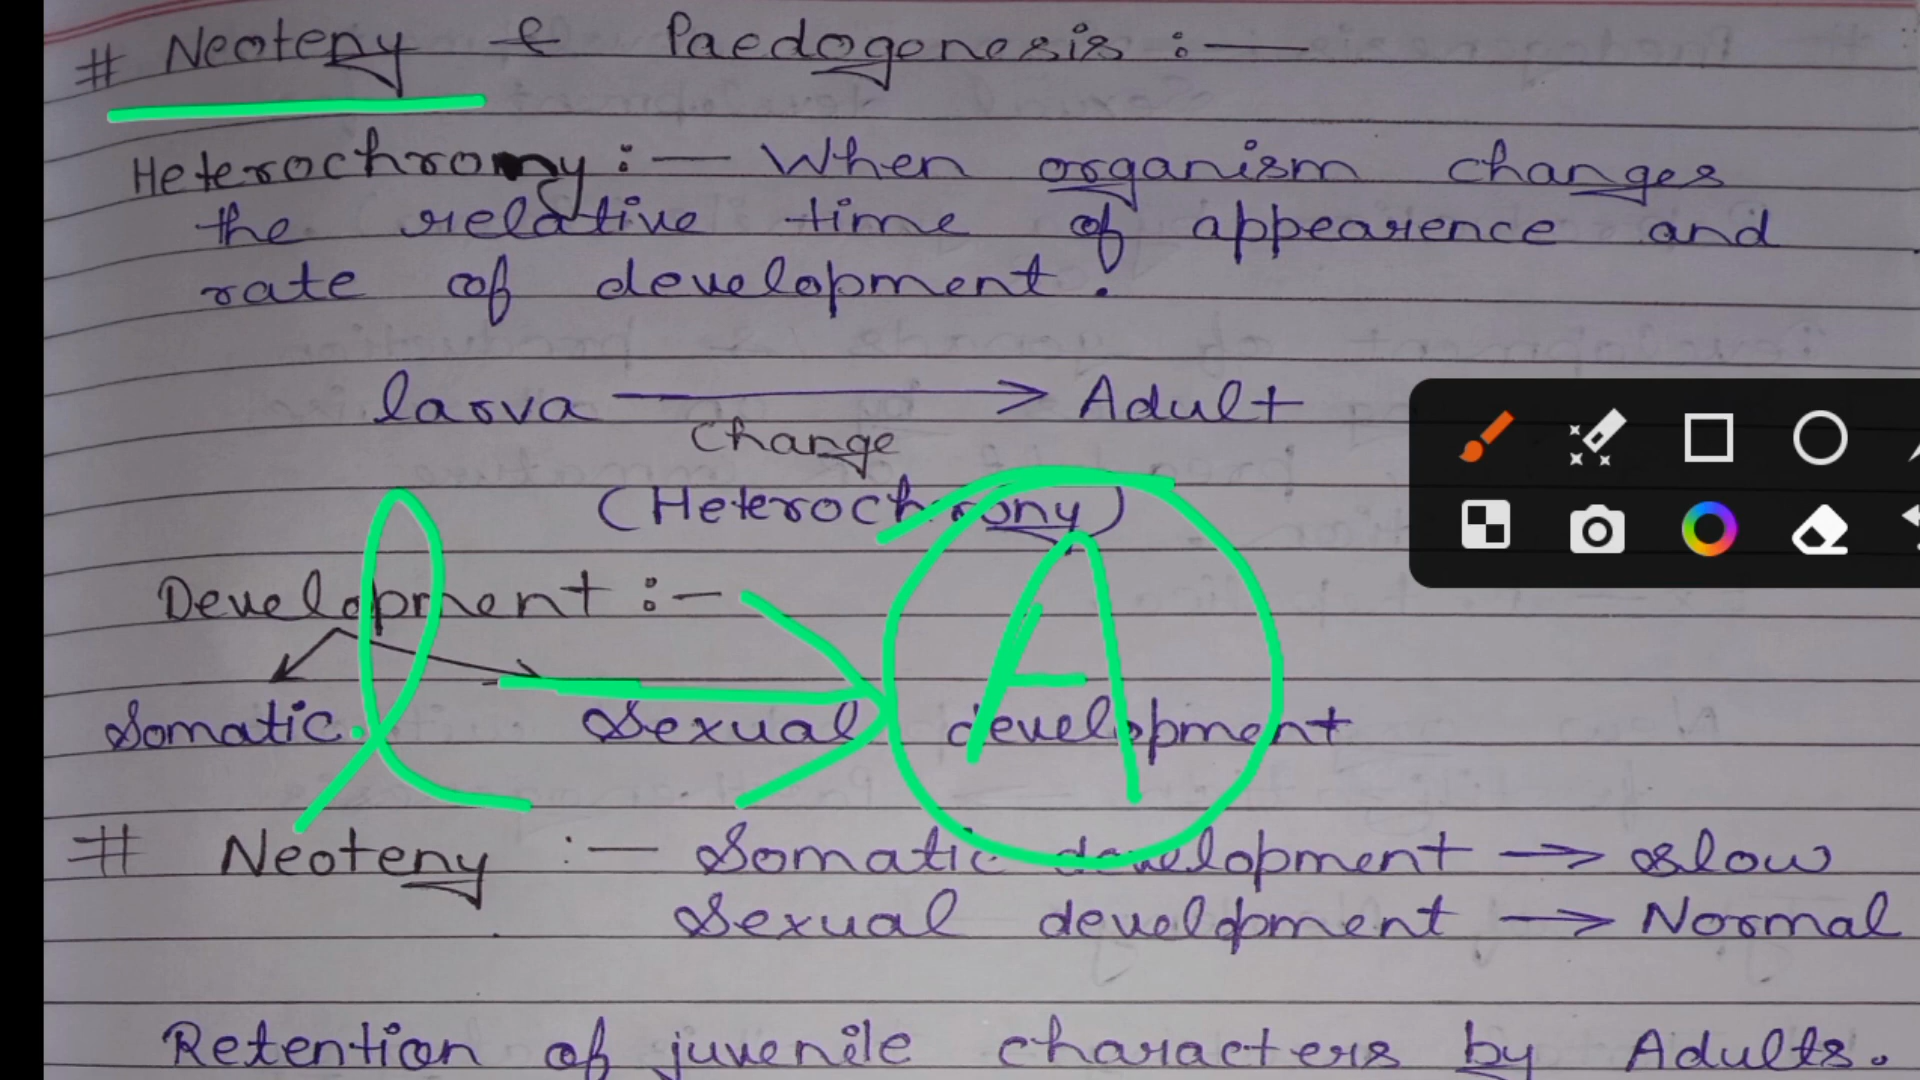 # Neoteny & Paedogenesis :—
Heterochromy :— When organism changes
the relative time of appearence and
rate of development.
larva → Adult
Change
(Heterochrony)
Development :-
Somatic. Sexual development
l → A
# Neoteny :— Somatic development → slow
Sexual development → Normal
Retention of juvenile characters by Adults.